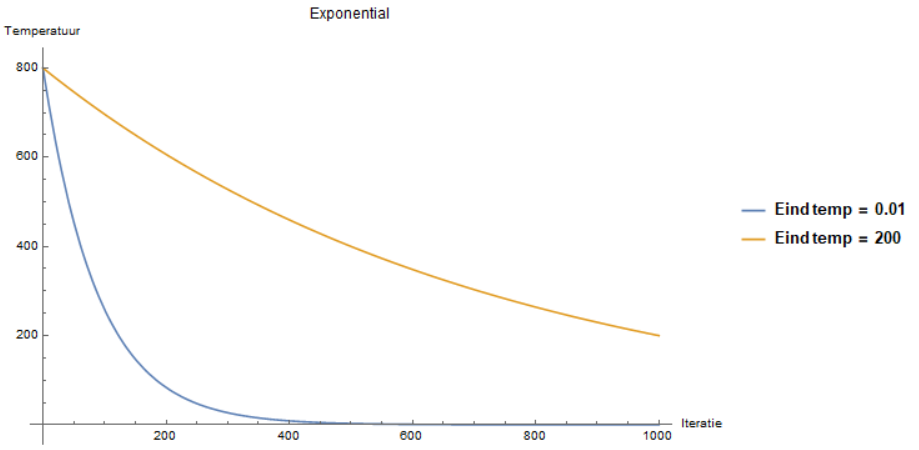 Exponential
Temperatuur
800
600
400
200
200 400 600 800 1000
Iteratie
Eind temp = 0.01
Eind temp = 200